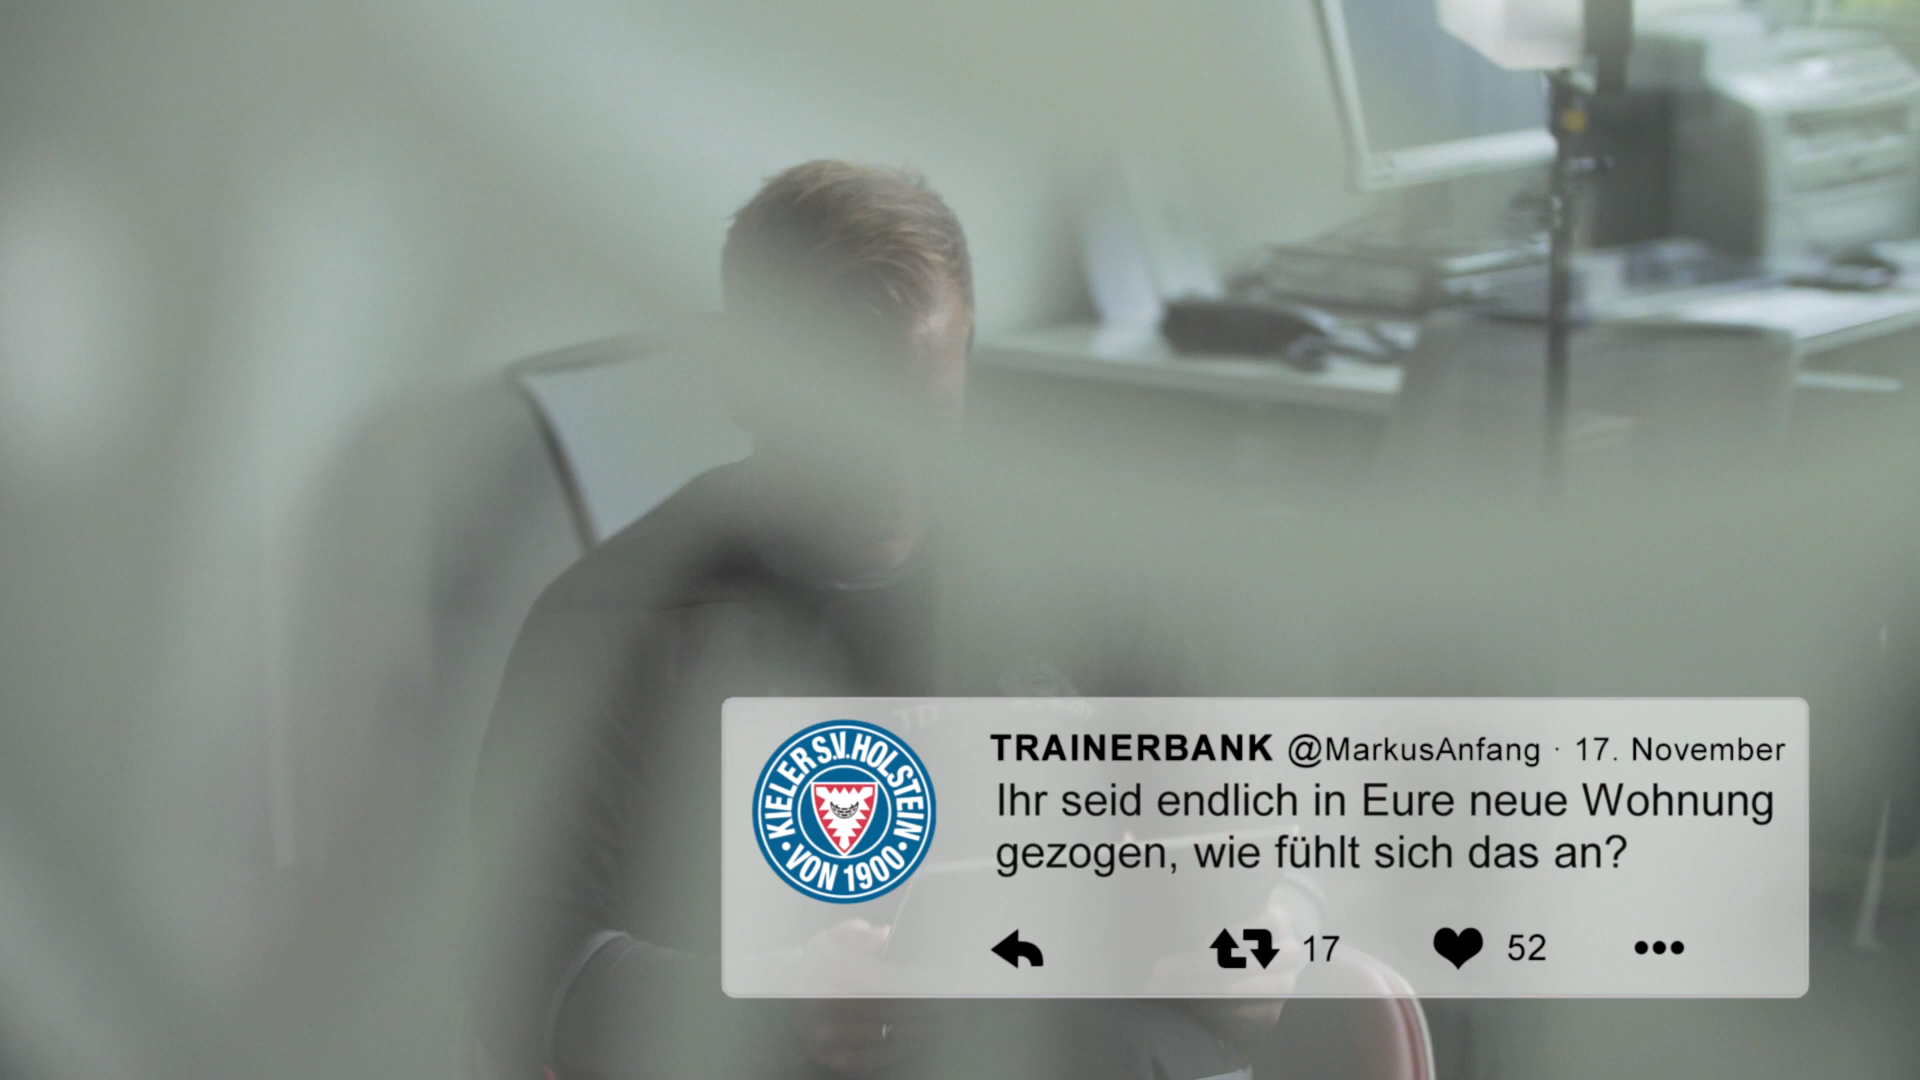 TRAINERBANK @MarkusAnfang · 17. November
Ihr seid endlich in Eure neue Wohnung
gezogen, wie fühlt sich das an?
17 52
KIELER S.V. HOLSTEIN
VON 1900
TD